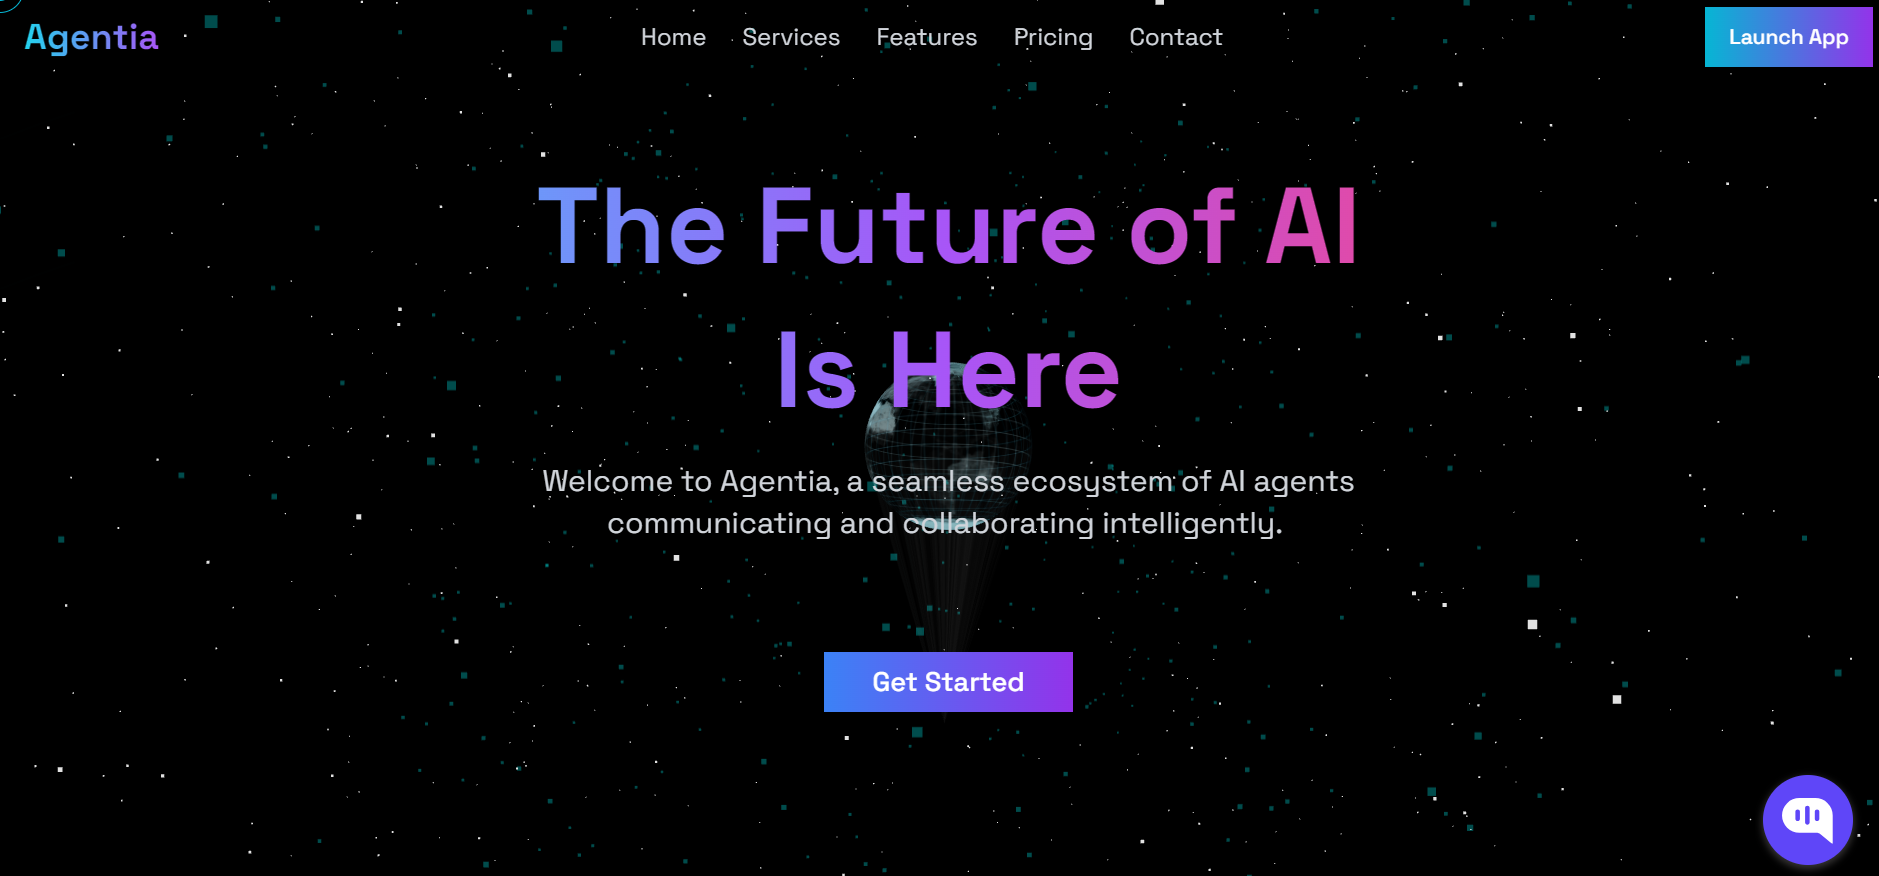 Agentia
Home Services Features Pricing Contact
Launch App
The Future of AI
Is Here
Welcome to Agentia, a seamless ecosystem of AI agents
communicating and collaborating intelligently.
Get Started